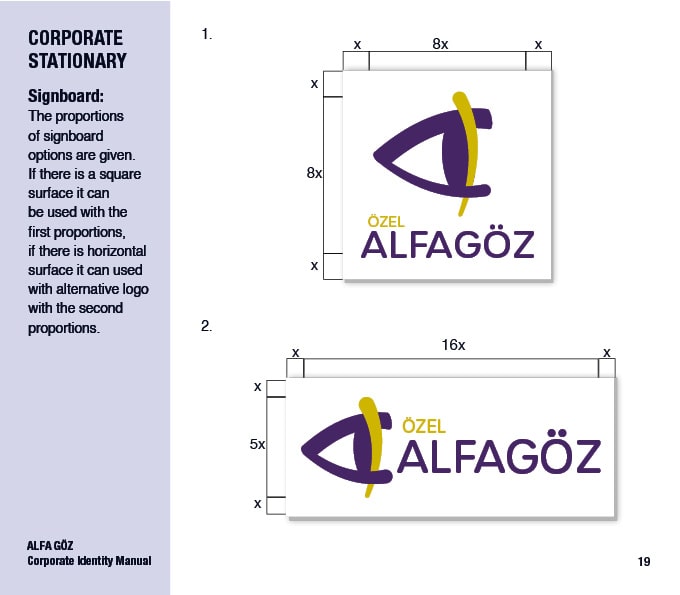 CORPORATE
STATIONARY
Signboard:
The proportions
of signboard
options are given.
If there is a square
surface it can
be used with the
first proportions,
if there is horizontal
surface it can used
with alternative logo
with the second
proportions.
ALFA GÖZ
Corporate Identity Manual
1.
x 8x x
x
8x
x
ÖZEL
ALFAGÖZ
2.
x 16x x
x
5x
x
ÖZEL
ALFAGÖZ
19